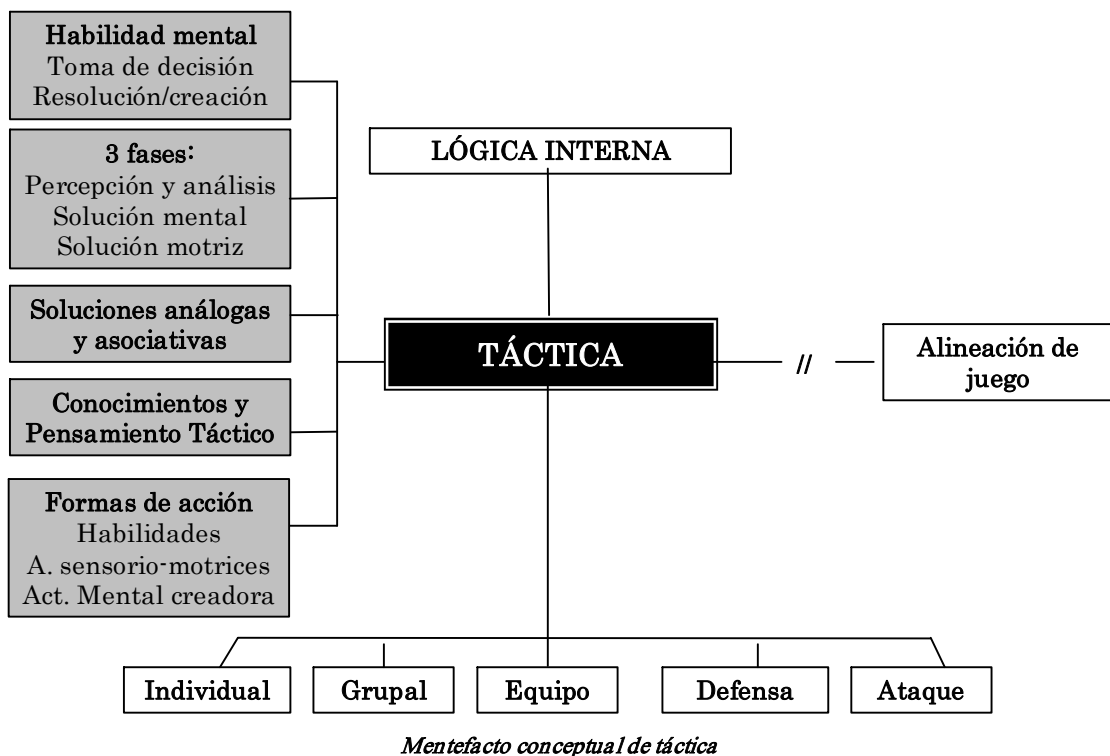 Habilidad mental
Toma de decisión
Resolución/creación
3 fases:
Percepción y análisis
Solución mental
Solución motriz
Soluciones análogas
y asociativas
Conocimientos y
Pensamiento Táctico
Formas de acción
Habilidades
A. sensorio-motrices
Act. Mental creadora
LÓGICA INTERNA
TÁCTICA
//
Alineación de
juego
Individual
Grupal
Equipo
Defensa
Ataque
Mentefacto conceptual de táctica